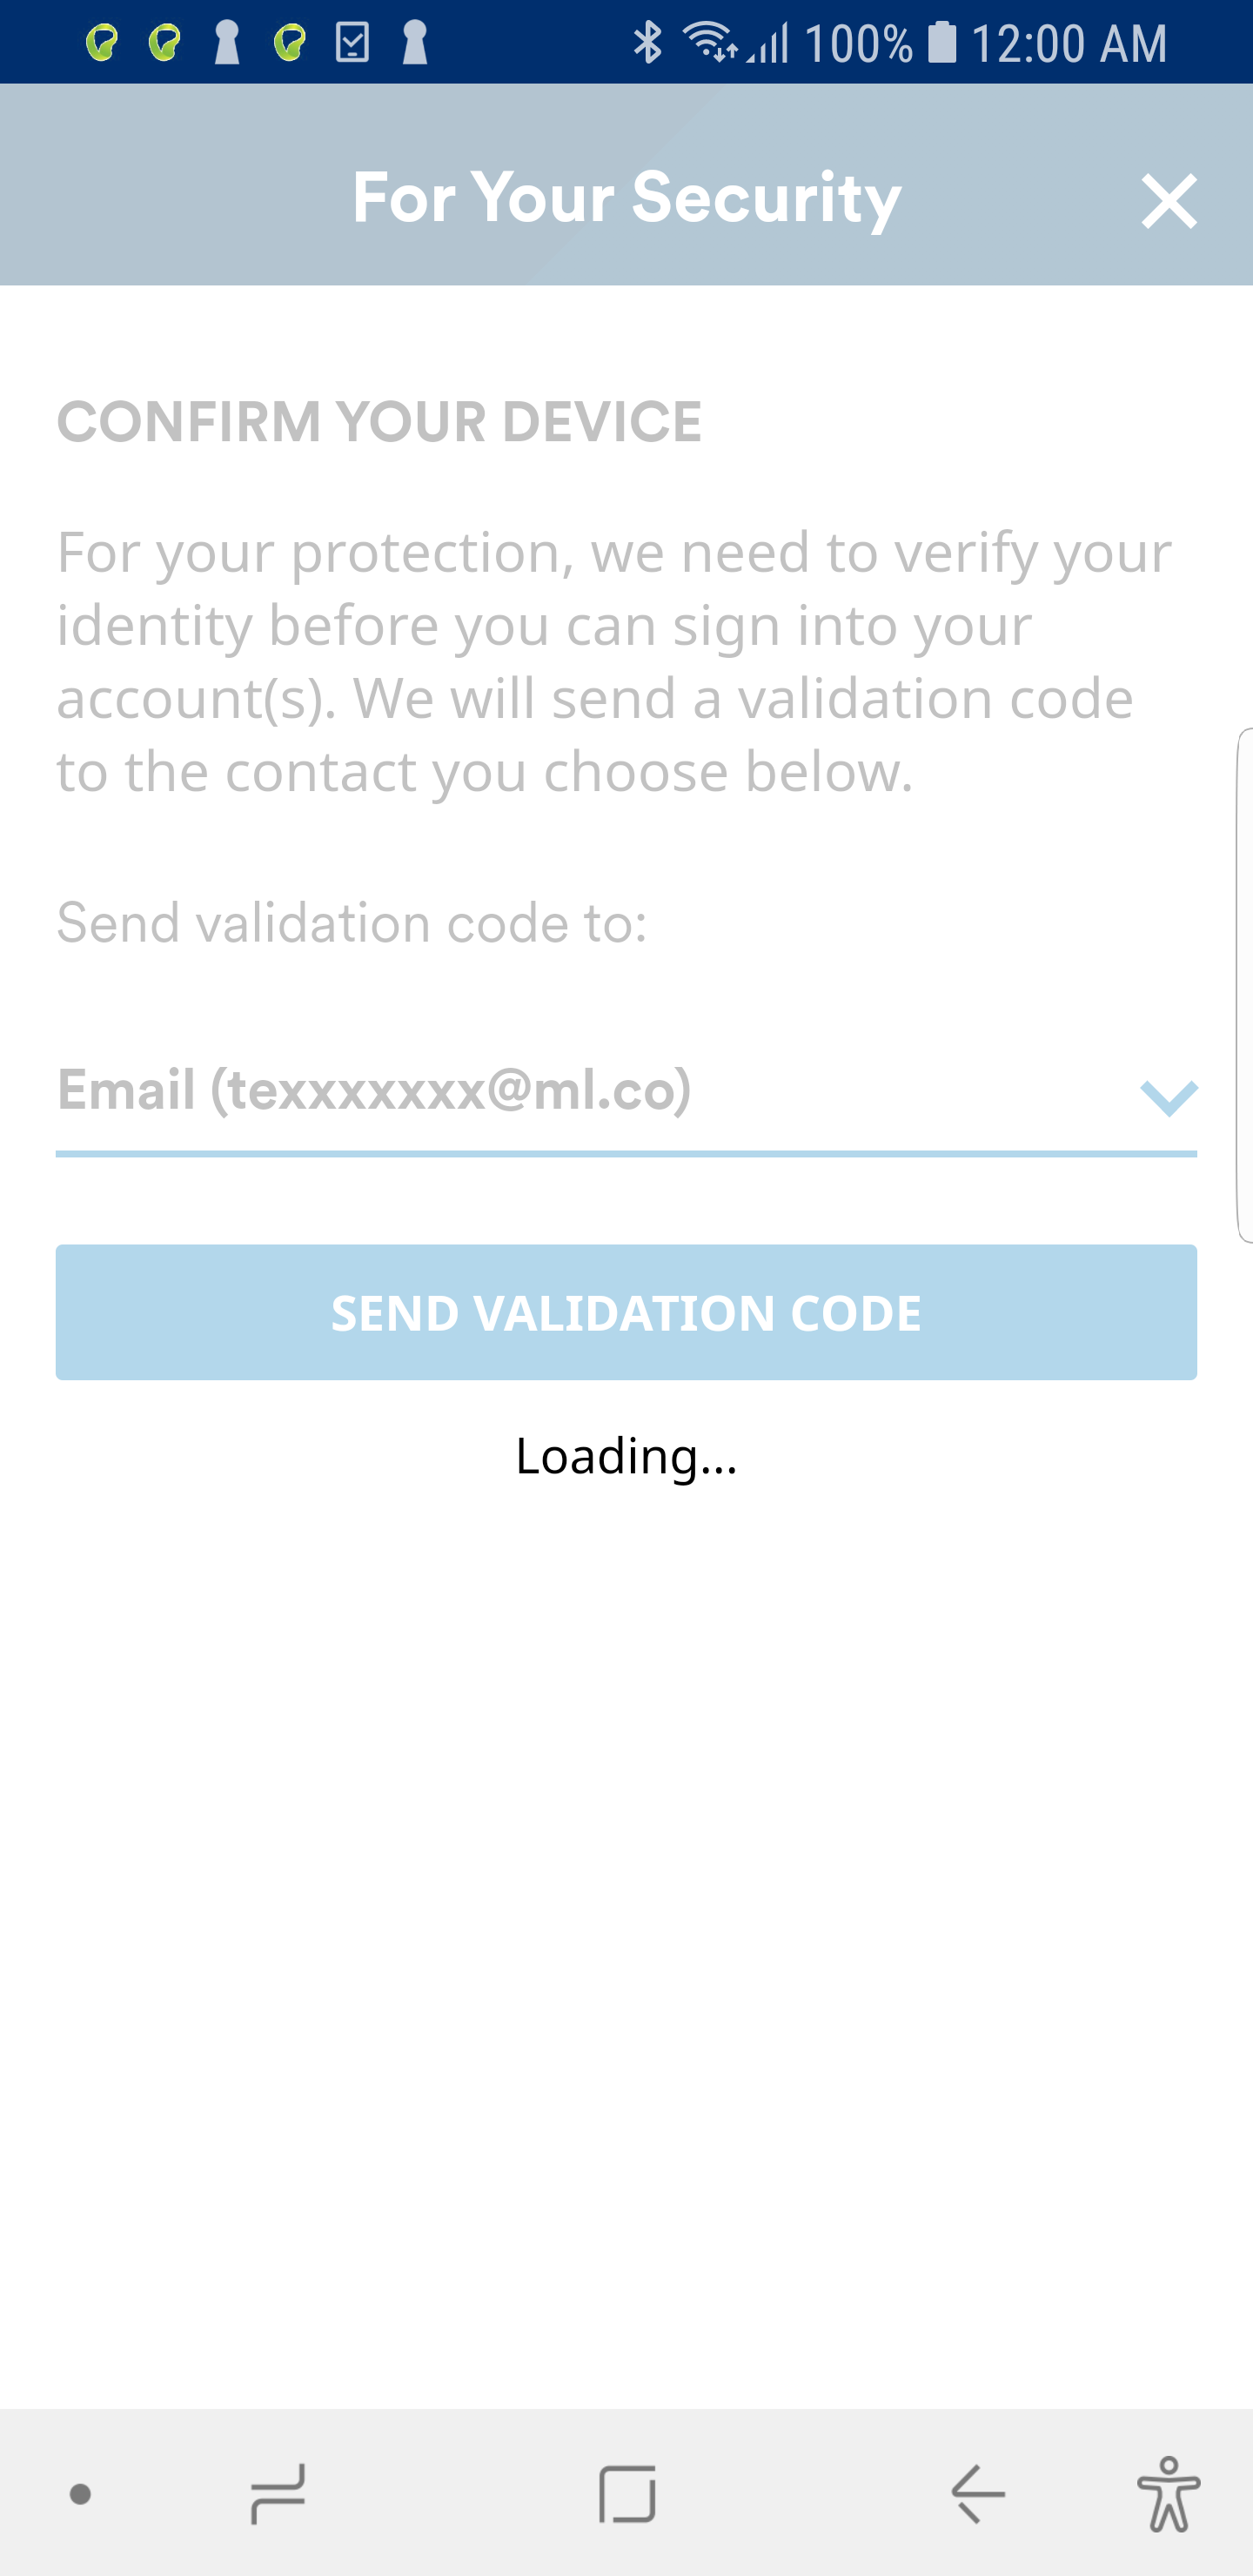 100% 12:00 AM
For Your Security
CONFIRM YOUR DEVICE
For your protection, we need to verify your
identity before you can sign into your
account(s). We will send a validation code
to the contact you choose below.
Send validation code to:
Email (texxxxxxx@ml.co)
SEND VALIDATION CODE
Loading...